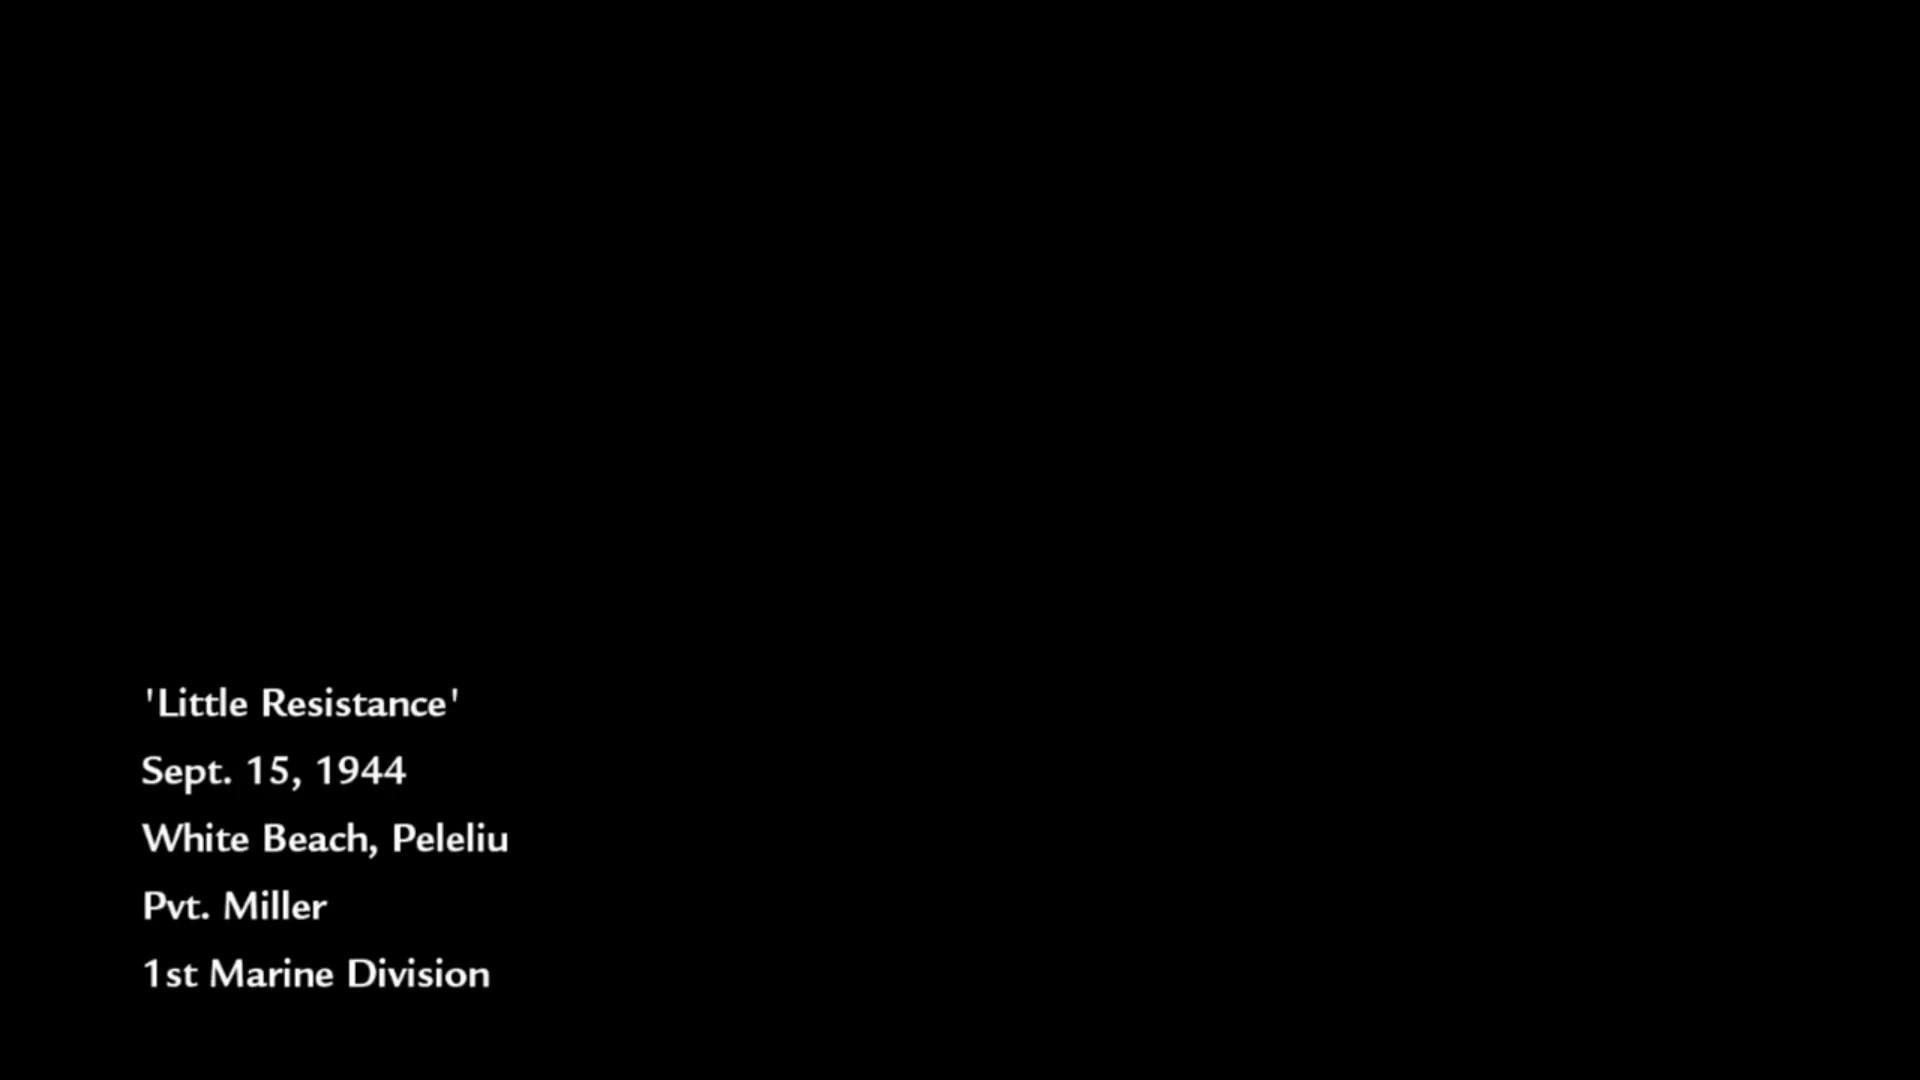 'Little Resistance'
Sept. 15, 1944
White Beach, Peleliu
Pvt. Miller
1st Marine Division